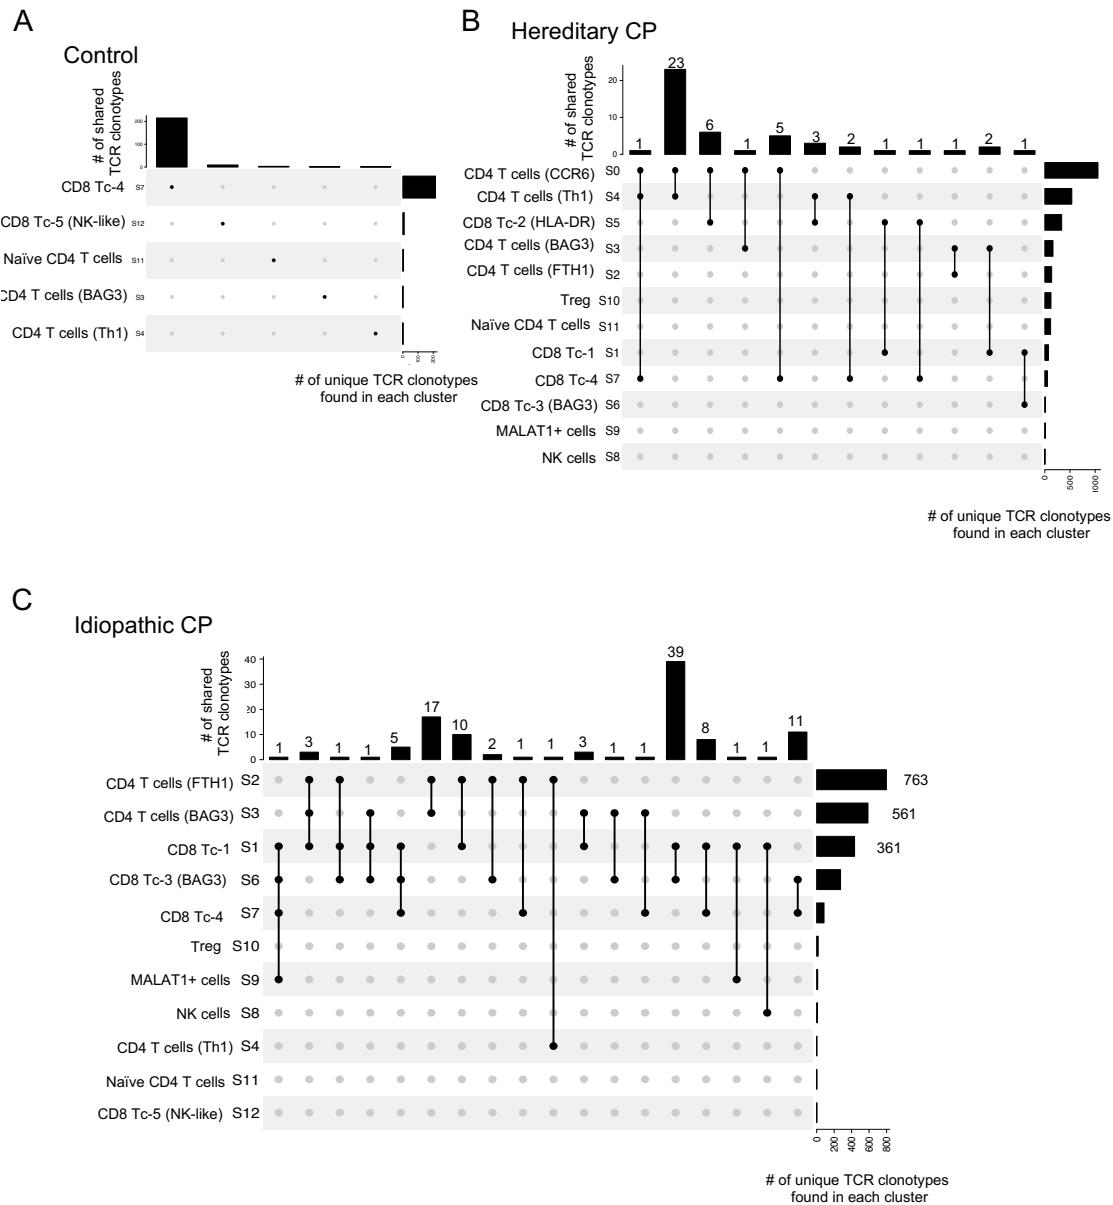 A
Control
# of shared
TCR clonotypes
200
100
0
CD8 Tc-4 S7
CD8 Tc-5 (NK-like) S12
Naïve CD4 T cells S11
CD4 T cells (BAG3) S3
CD4 T cells (Th1) S4
0 100 200
# of unique TCR clonotypes
found in each cluster
B
Hereditary CP
# of shared
TCR clonotypes
20
10
0
1 23 6 1 5 3 2 1 1 1 2 1
CD4 T cells (CCR6) S0
CD4 T cells (Th1) S4
CD8 Tc-2 (HLA-DR) S5
CD4 T cells (BAG3) S3
CD4 T cells (FTH1) S2
Treg S10
Naïve CD4 T cells S11
CD8 Tc-1 S1
CD8 Tc-4 S7
CD8 Tc-3 (BAG3) S6
MALAT1+ cells S9
NK cells S8
0 500 1000
# of unique TCR clonotypes
found in each cluster
C
Idiopathic CP
# of shared
TCR clonotypes
40
30
20
10
0
1 3 1 1 5 17 10 2 1 1 3 1 1 39 8 1 1 11
CD4 T cells (FTH1) S2 763
CD4 T cells (BAG3) S3 561
CD8 Tc-1 S1 361
CD8 Tc-3 (BAG3) S6
CD8 Tc-4 S7
Treg S10
MALAT1+ cells S9
NK cells S8
CD4 T cells (Th1) S4
Naïve CD4 T cells S11
CD8 Tc-5 (NK-like) S12
0 200 400 600 800
# of unique TCR clonotypes
found in each cluster